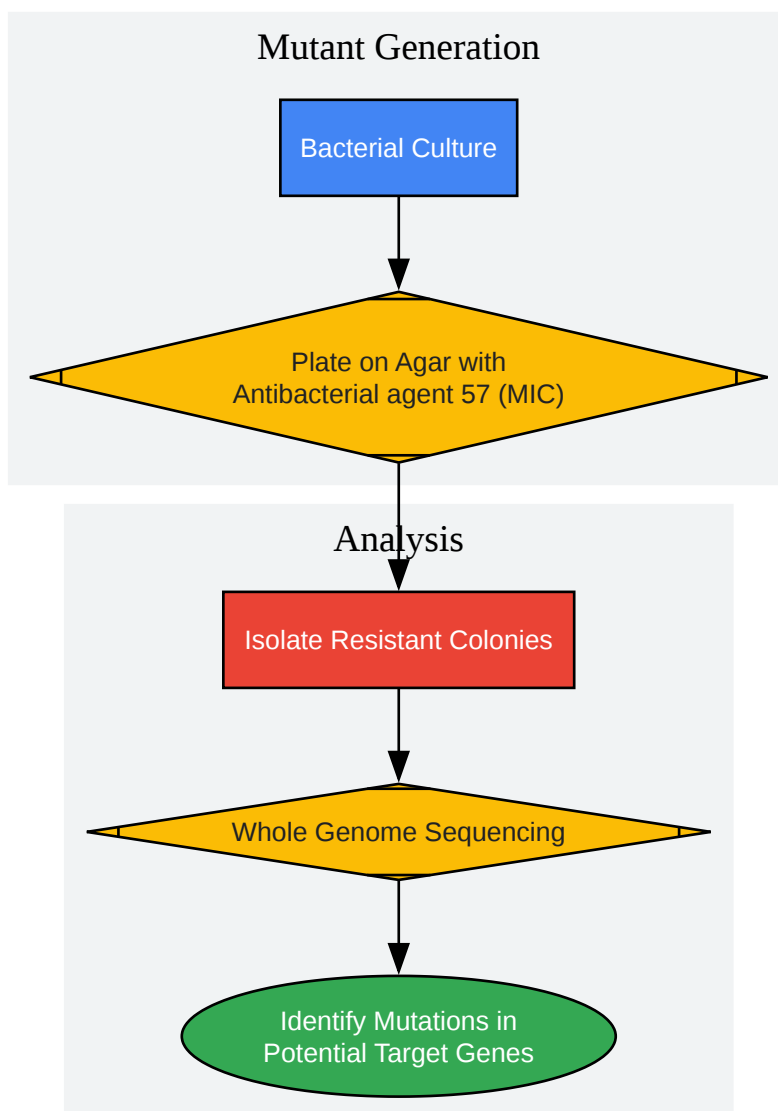 Mutant Generation
Bacterial Culture
Plate on Agar with
Antibacterial agent 57 (MIC)
Analysis
Isolate Resistant Colonies
Whole Genome Sequencing
Identify Mutations in
Potential Target Genes